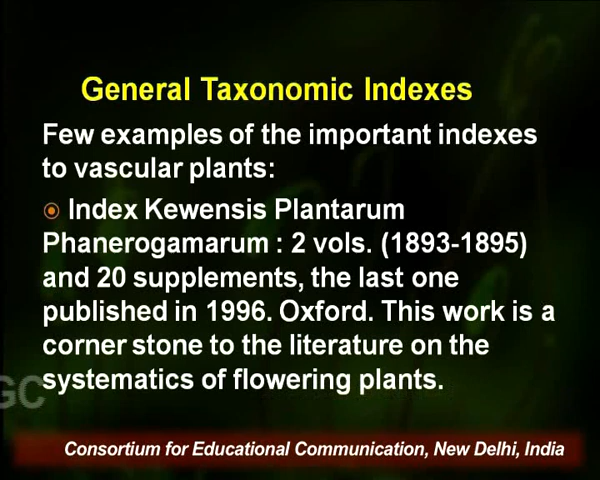 General Taxonomic Indexes
Few examples of the important indexes
to vascular plants:
Index Kewensis Plantarum
Phanerogamarum : 2 vols. (1893-1895)
and 20 supplements, the last one
published in 1996. Oxford. This work is a
corner stone to the literature on the
systematics of flowering plants.
GC
Consortium for Educational Communication, New Delhi, India